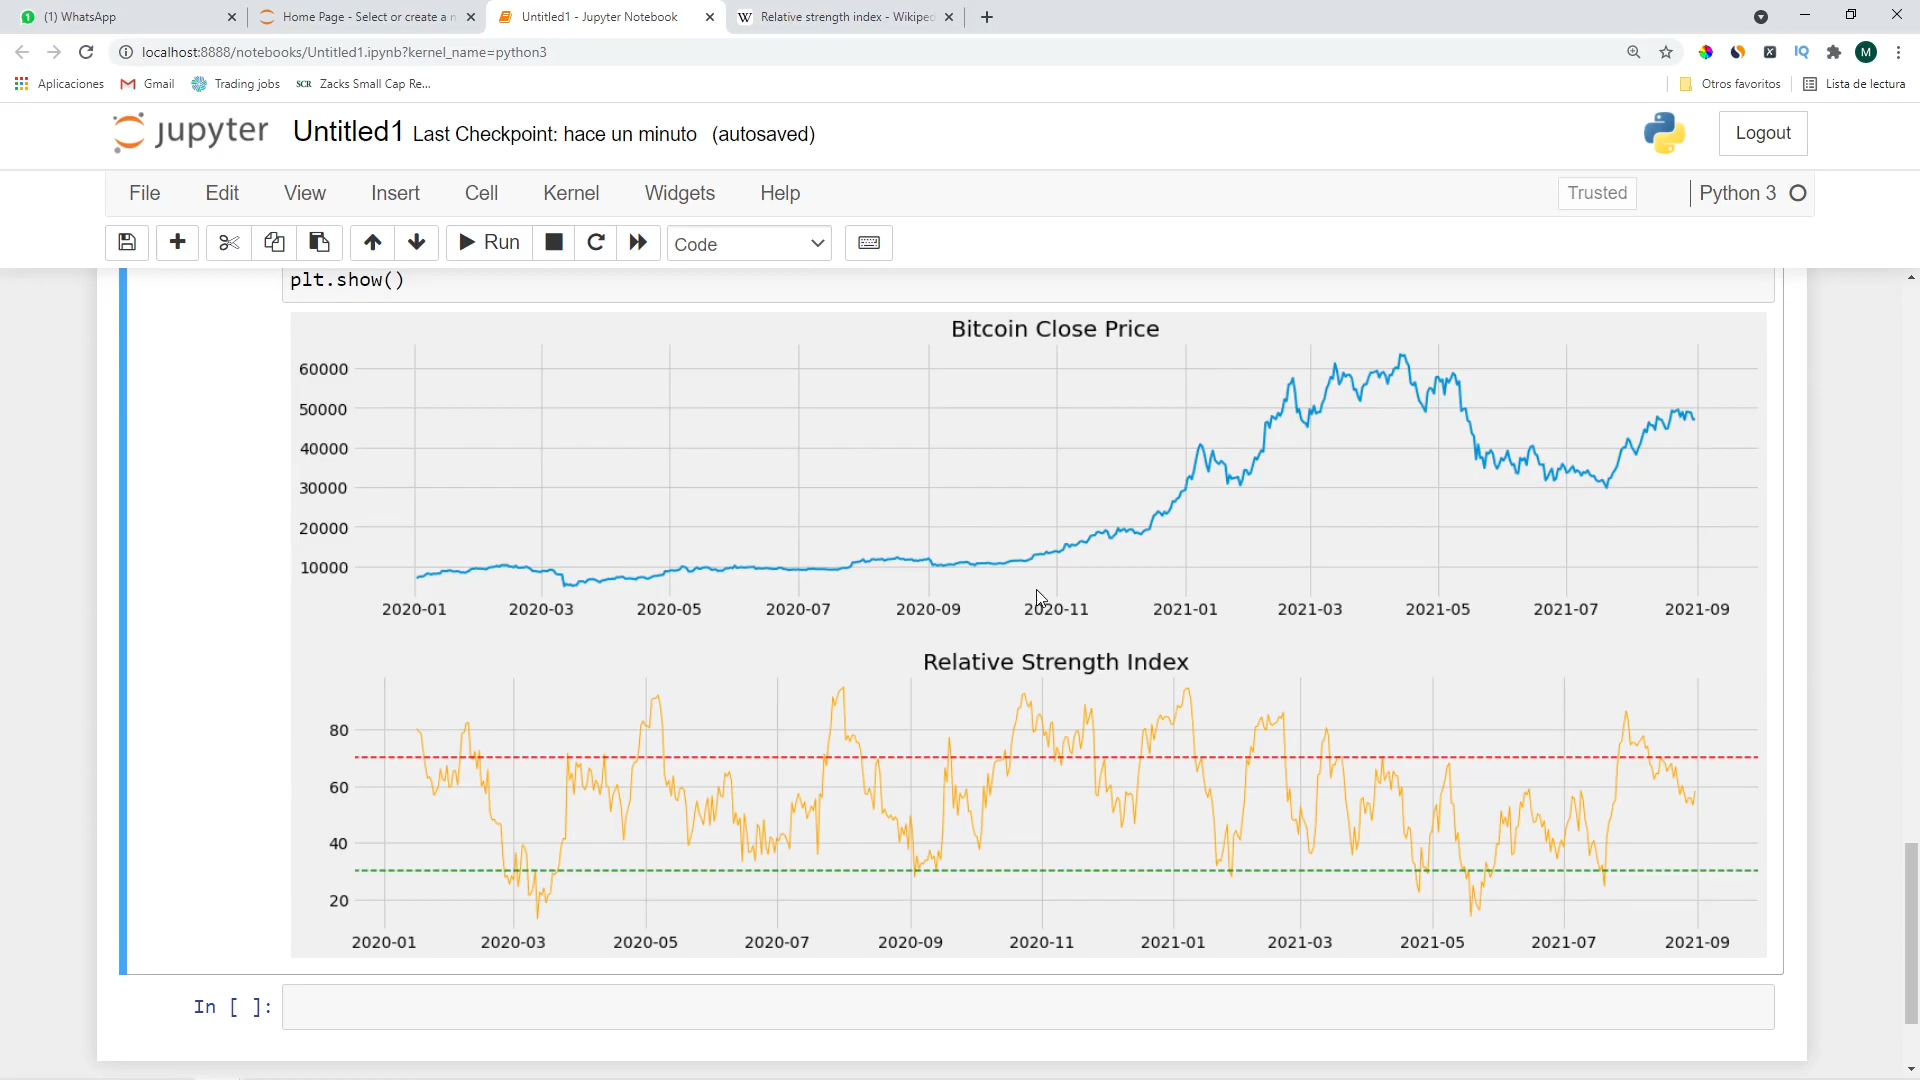 (1) WhatsApp
Home Page - Select or create a n
Untitled1 - Jupyter Notebook
Relative strength index - Wikiped
localhost:8888/notebooks/Untitled1.ipynb?kernel_name=python3
M
Aplicaciones
Gmail
Trading jobs
SCR Zacks Small Cap Re...
Otros favoritos
Lista de lectura
jupyter Untitled1 Last Checkpoint: hace un minuto (autosaved)
Logout
File Edit View Insert Cell Kernel Widgets Help
Trusted
Python 3
Run
Code
plt.show()
Bitcoin Close Price
60000
50000
40000
30000
20000
10000
2020-01 2020-03 2020-05 2020-07 2020-09 2020-11 2021-01 2021-03 2021-05 2021-07 2021-09
Relative Strength Index
80
60
40
20
2020-01 2020-03 2020-05 2020-07 2020-09 2020-11 2021-01 2021-03 2021-05 2021-07 2021-09
In [ ]: